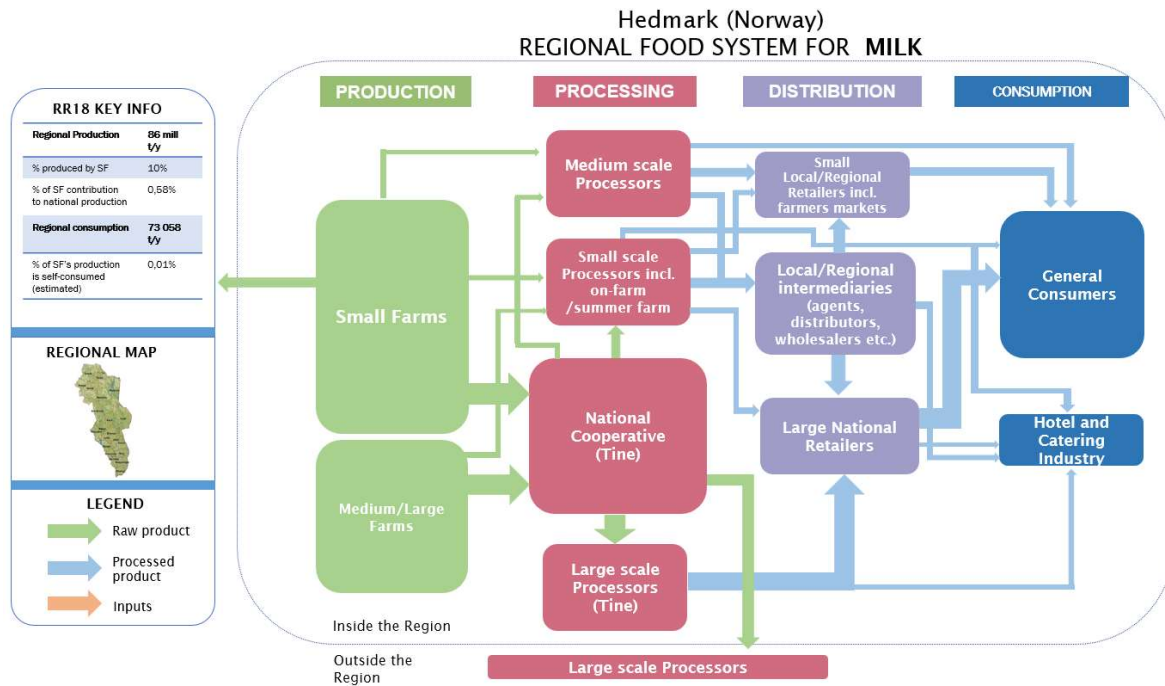 Hedmark (Norway)
REGIONAL FOOD SYSTEM FOR MILK
RR18 KEY INFO
Regional Production
86 mill
t/y
% produced by SF
10%
% of SF contribution
to national production
0,58%
Regional consumption
73 058
t/y
% of SF's production
is self-consumed
(estimated)
0,01%
REGIONAL MAP
LEGEND
Raw product
Processed
product
Inputs
PRODUCTION
PROCESSING
DISTRIBUTION
CONSUMPTION
Small Farms
Medium/Large
Farms
Medium scale
Processors
Small scale
Processors incl.
on-farm
/summer farm
National
Cooperative
(Tine)
Large scale
Processors
(Tine)
Small
Local/Regional
Retailers incl.
farmers markets
Local/Regional
intermediaries
(agents,
distributors,
wholesalers etc.)
Large National
Retailers
General
Consumers
Hotel and
Catering
Industry
Inside the Region
Outside the
Region
Large scale Processors